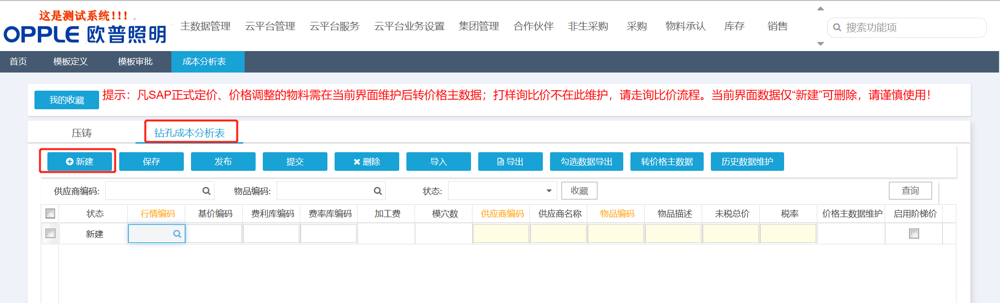 这是测试系统!!!
OPPLE 欧普照明
主数据管理 云平台管理 云平台服务 云平台业务设置 集团管理 合作伙伴 非生采购 采购 物料承认 库存 销售
搜索功能项
首页 模板定义 模板审批 成本分析表
我的收藏
提示：凡SAP正式定价、价格调整的物料需在当前界面维护后转价格主数据；打样询比价不在此维护，请走询比价流程。当前界面数据仅“新建”可删除，请谨慎使用！
压铸 钻孔成本分析表
新建 保存 发布 提交 删除 导入 导出 勾选数据导出 转价格主数据 历史数据维护
供应商编码: 物品编码: 状态: 收藏 查询
状态 行情编码 基价编码 费利库编码 费率库编码 加工费 模穴数 供应商编码 供应商名称 物品编码 物品描述 未税总价 税率 价格主数据维护 启用阶梯价
新建